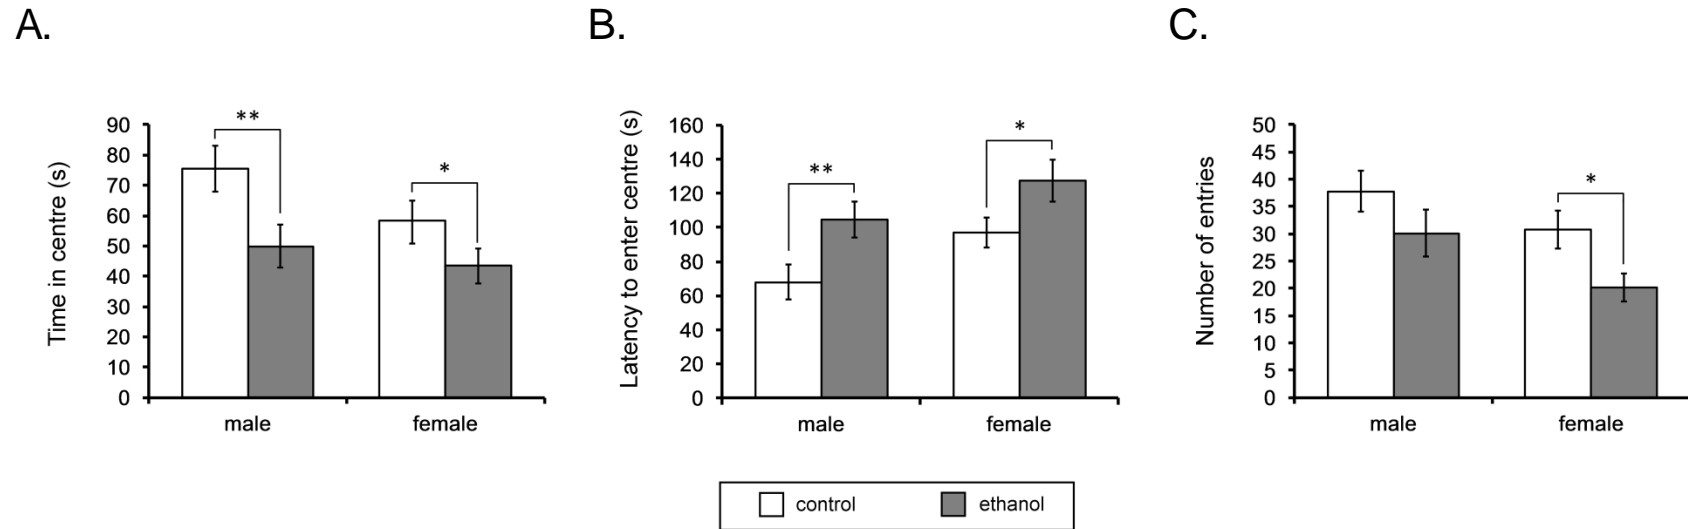 A.
Time in centre (s)
90
80
70
60
50
40
30
20
10
0
**
*
male
female
B.
Latency to enter centre (s)
160
140
120
100
80
60
40
20
0
**
*
male
female
C.
Number of entries
50
45
40
35
30
25
20
15
10
5
0
*
male
female
control
ethanol